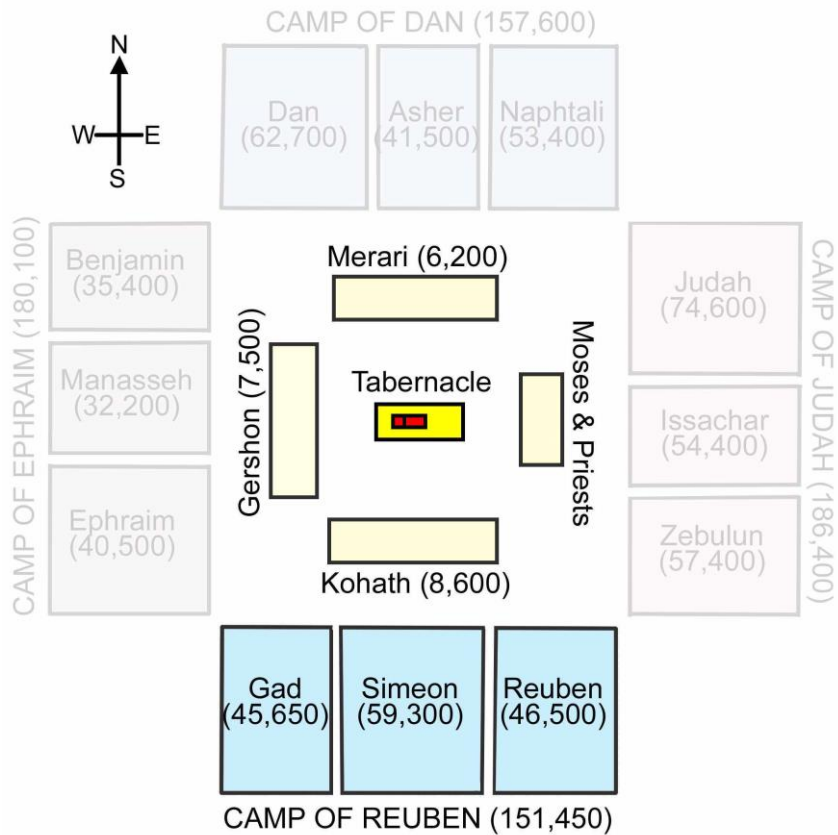 CAMP OF DAN (157,600)
N
W E
S
Dan
(62,700)
Asher
(41,500)
Naphtali
(53,400)
CAMP OF EPHRAIM (180,100)
Benjamin
(35,400)
Manasseh
(32,200)
Ephraim
(40,500)
Merari (6,200)
Gershon (7,500)
Tabernacle
Moses & Priests
Kohath (8,600)
Judah
(74,600)
Issachar
(54,400)
Zebulun
(57,400)
CAMP OF JUDAH (186,400)
Gad
(45,650)
Simeon
(59,300)
Reuben
(46,500)
CAMP OF REUBEN (151,450)